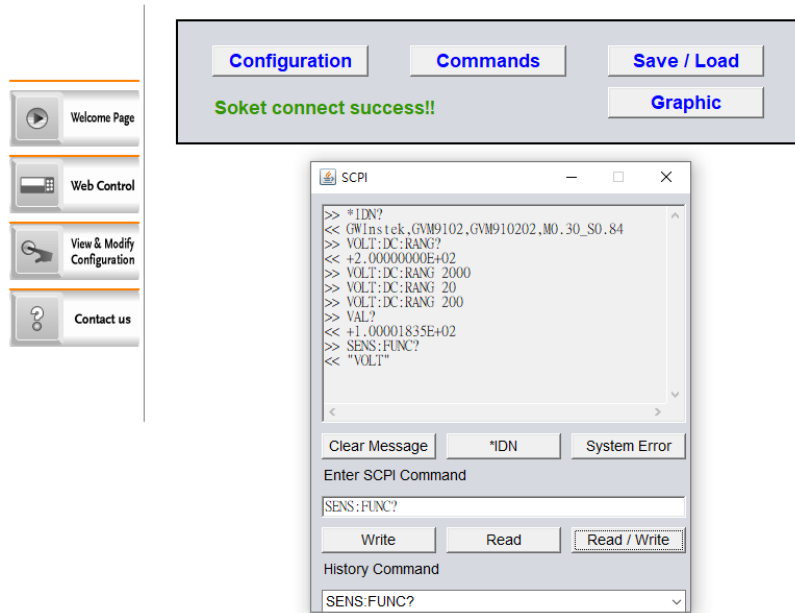 Configuration
Commands
Save / Load
Soket connect success!!
Graphic
Welcome Page
Web Control
View & Modify
Configuration
Contact us
SCPI
>> *IDN?
<< GWInstek,GVM9102,GVM910202,M0.30_S0.84
>> VOLT:DC:RANG?
<< +2.00000000E+02
>> VOLT:DC:RANG 2000
>> VOLT:DC:RANG 20
>> VOLT:DC:RANG 200
>> VAL?
<< +1.00001835E+02
>> SENS:FUNC?
<< "VOLT"
Clear Message
*IDN
System Error
Enter SCPI Command
SENS:FUNC?
Write
Read
Read / Write
History Command
SENS:FUNC?